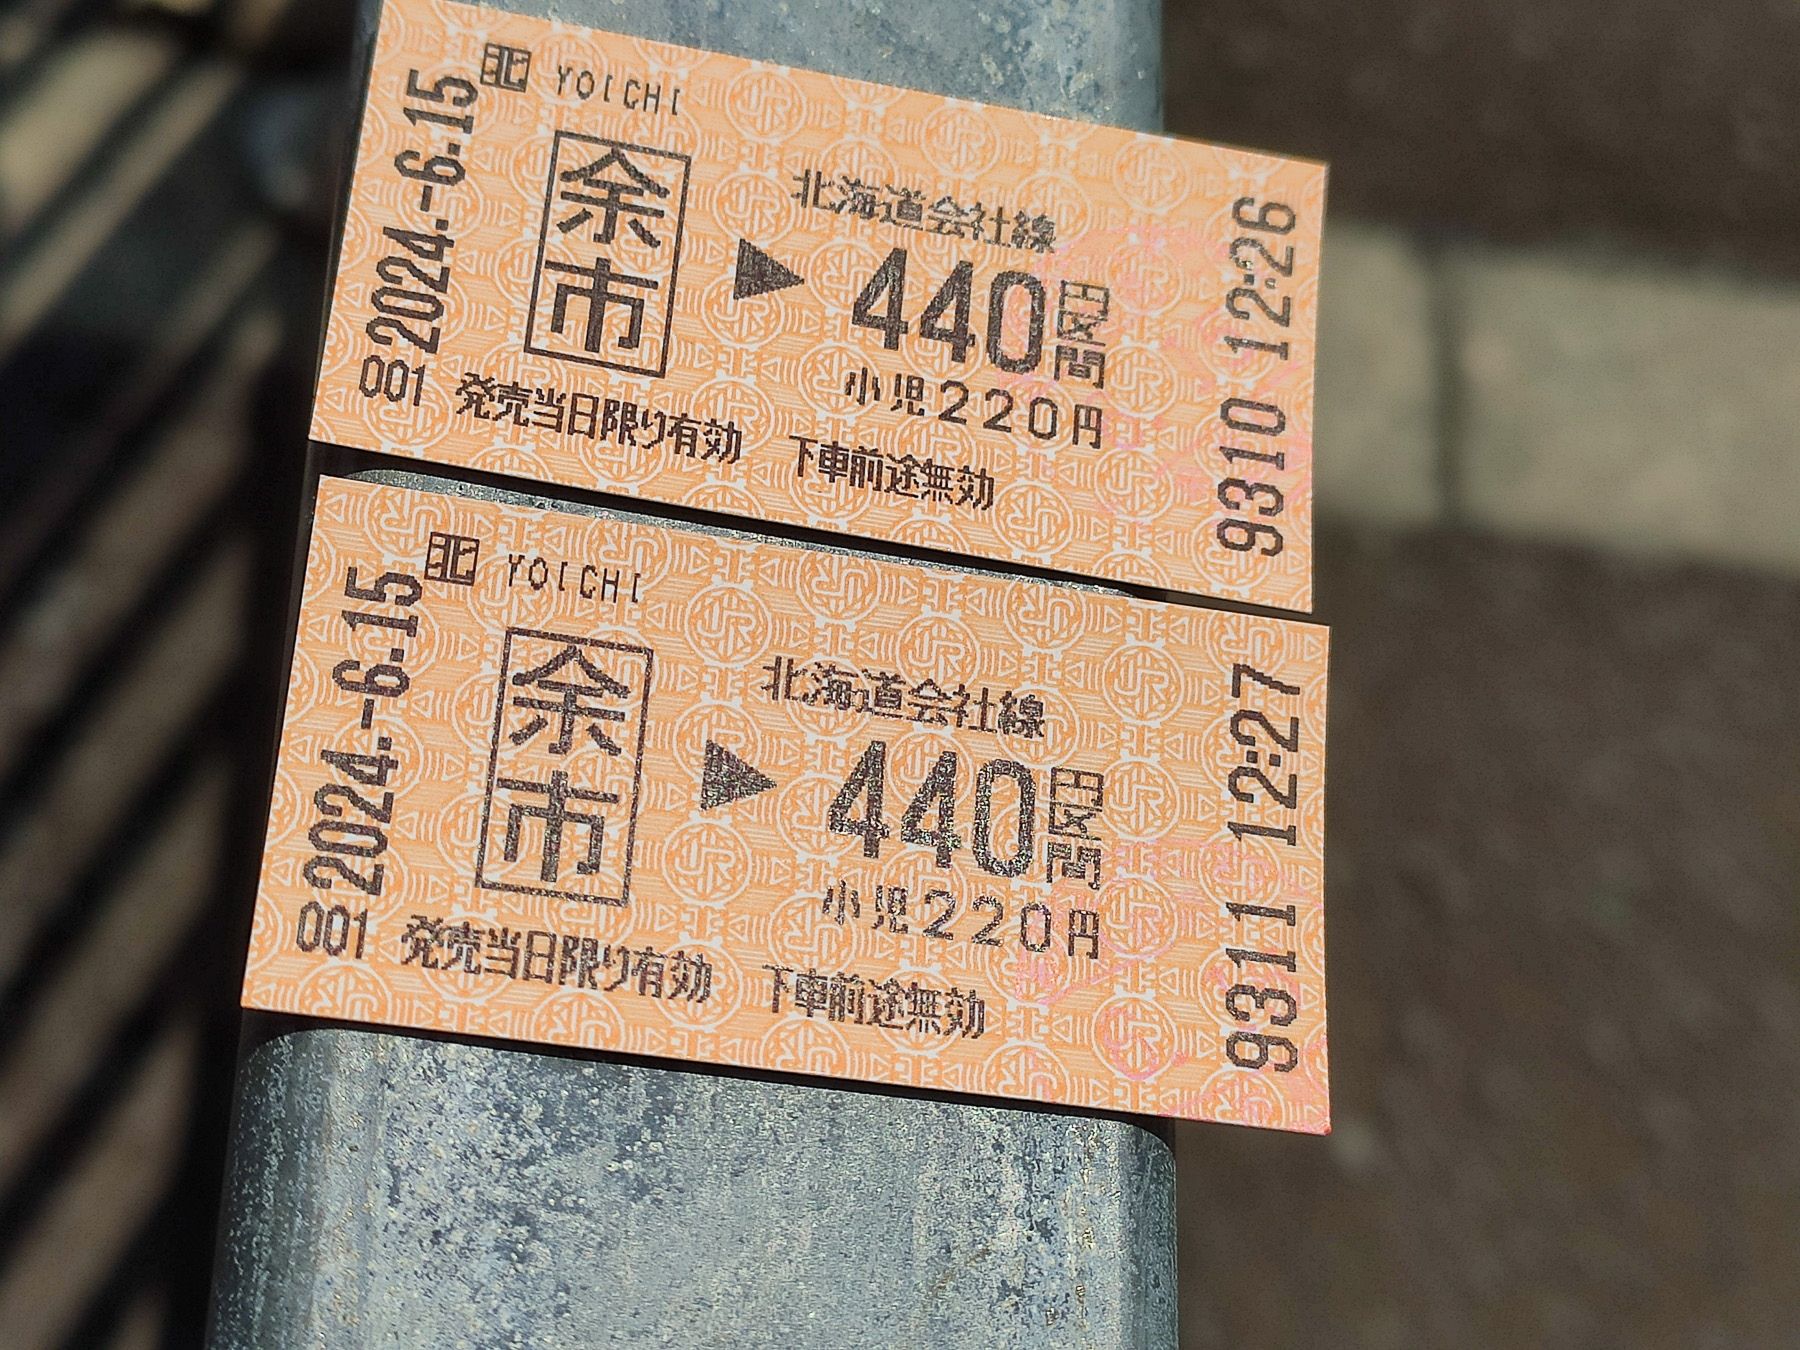 2024.-6.15
北 YOICHI
余市
▶
北海道会社線
440円区間
小児220円
001 発売当日限り有効 下車前途無効
9310 12:26
2024.-6.15
北 YOICHI
余市
▶
北海道会社線
440円区間
小児220円
001 発売当日限り有効 下車前途無効
9311 12:27